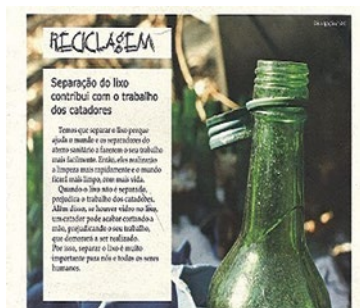 RECICLAGEM
Separação do lixo
contribui com o trabalho
dos catadores
Temos que separar o lixo porque
ajuda o mundo e os separadores do
aterro sanitário a fazerem o seu trabalho
mais facilmente. Então, eles realizarão
a limpeza mais rapidamente e o mundo
ficará mais limpo, com mais vida.
Quando o lixo não é separado,
prejudica o trabalho dos catadores.
Além disso, se houver vidro no lixo,
um catador pode acabar cortando a
mão, prejudicando o seu trabalho,
que demorará a ser realizado.
Por isso, separar o lixo é muito
importante para nós e todos os seres
humanos.